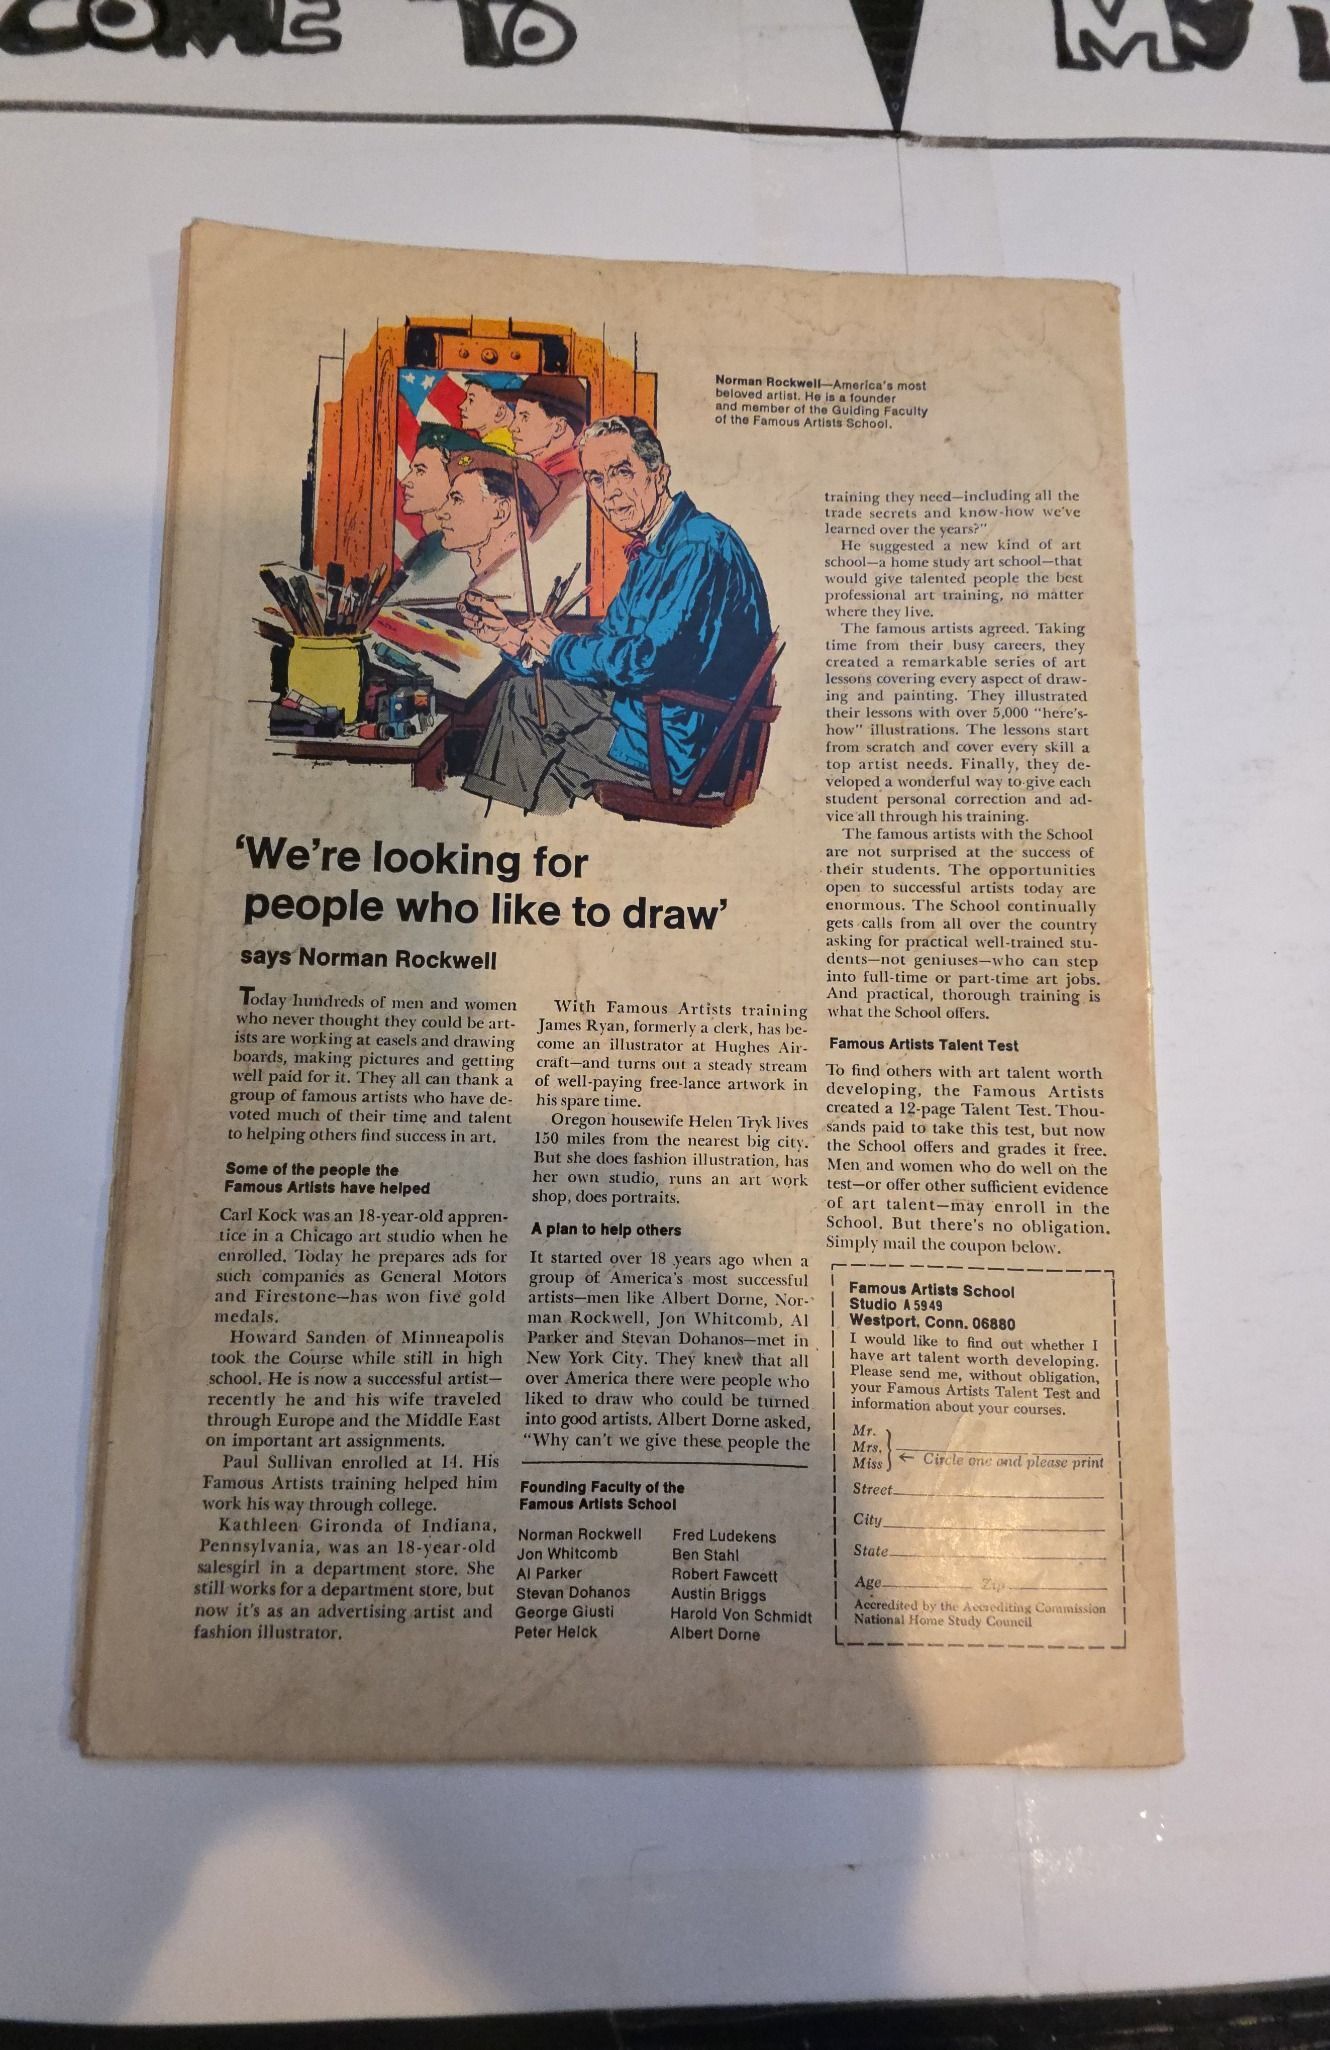 COME TO
Norman Rockwell—America's most
beloved artist. He is a founder
and member of the Guiding Faculty
of the Famous Artists School.
'We're looking for
people who like to draw'
says Norman Rockwell
Today hundreds of men and women
who never thought they could be art-
ists are working at easels and drawing
boards, making pictures and getting
well paid for it. They all can thank a
group of famous artists who have de-
voted much of their time and talent
to helping others find success in art.
Some of the people the
Famous Artists have helped
Carl Kock was an 18-year-old appren-
tice in a Chicago art studio when he
enrolled. Today he prepares ads for
such companies as General Motors
and Firestone—has won five gold
medals.
Howard Sanden of Minneapolis
took the Course while still in high
school. He is now a successful artist—
recently he and his wife traveled
through Europe and the Middle East
on important art assignments.
Paul Sullivan enrolled at 14. His
Famous Artists training helped him
work his way through college.
Kathleen Gironda of Indiana,
Pennsylvania, was an 18-year-old
salesgirl in a department store. She
still works for a department store, but
now it's as an advertising artist and
fashion illustrator.
With Famous Artists training
James Ryan, formerly a clerk, has be-
come an illustrator at Hughes Air-
craft—and turns out a steady stream
of well-paying free-lance artwork in
his spare time.
Oregon housewife Helen Tryk lives
150 miles from the nearest big city.
But she does fashion illustration, has
her own studio, runs an art work
shop, does portraits.
A plan to help others
It started over 18 years ago when a
group of America's most successful
artists—men like Albert Dorne, Nor-
man Rockwell, Jon Whitcomb, Al
Parker and Stevan Dohanos—met in
New York City. They knew that all
over America there were people who
liked to draw who could be turned
into good artists. Albert Dorne asked,
"Why can't we give these people the
training they need—including all the
trade secrets and know-how we've
learned over the years?"
He suggested a new kind of art
school—a home study art school—that
would give talented people the best
professional art training, no matter
where they live.
The famous artists agreed. Taking
time from their busy careers, they
created a remarkable series of art
lessons covering every aspect of draw-
ing and painting. They illustrated
their lessons with over 5,000 "here's-
how" illustrations. The lessons start
from scratch and cover every skill a
top artist needs. Finally, they de-
veloped a wonderful way to give each
student personal correction and ad-
vice all through his training.
The famous artists with the School
are not surprised at the success of
their students. The opportunities
open to successful artists today are
enormous. The School continually
gets calls from all over the country
asking for practical well-trained stu-
dents—not geniuses—who can step
into full-time or part-time art jobs.
And practical, thorough training is
what the School offers.
Famous Artists Talent Test
To find others with art talent worth
developing, the Famous Artists
created a 12-page Talent Test. Thou-
sands paid to take this test, but now
the School offers and grades it free.
Men and women who do well on the
test—or offer other sufficient evidence
of art talent—may enroll in the
School. But there's no obligation.
Simply mail the coupon below.
Founding Faculty of the
Famous Artists School
Norman Rockwell
Jon Whitcomb
Al Parker
Stevan Dohanos
George Giusti
Peter Helck
Fred Ludekens
Ben Stahl
Robert Fawcett
Austin Briggs
Harold Von Schmidt
Albert Dorne
Famous Artists School
Studio A 5949
Westport, Conn. 06880
I would like to find out whether I
have art talent worth developing.
Please send me, without obligation,
your Famous Artists Talent Test and
information about your courses.
Mr.
Mrs.
Miss ← Circle one and please print
Street
City
State
Age Zip
Accredited by the Accrediting Commission
National Home Study Council